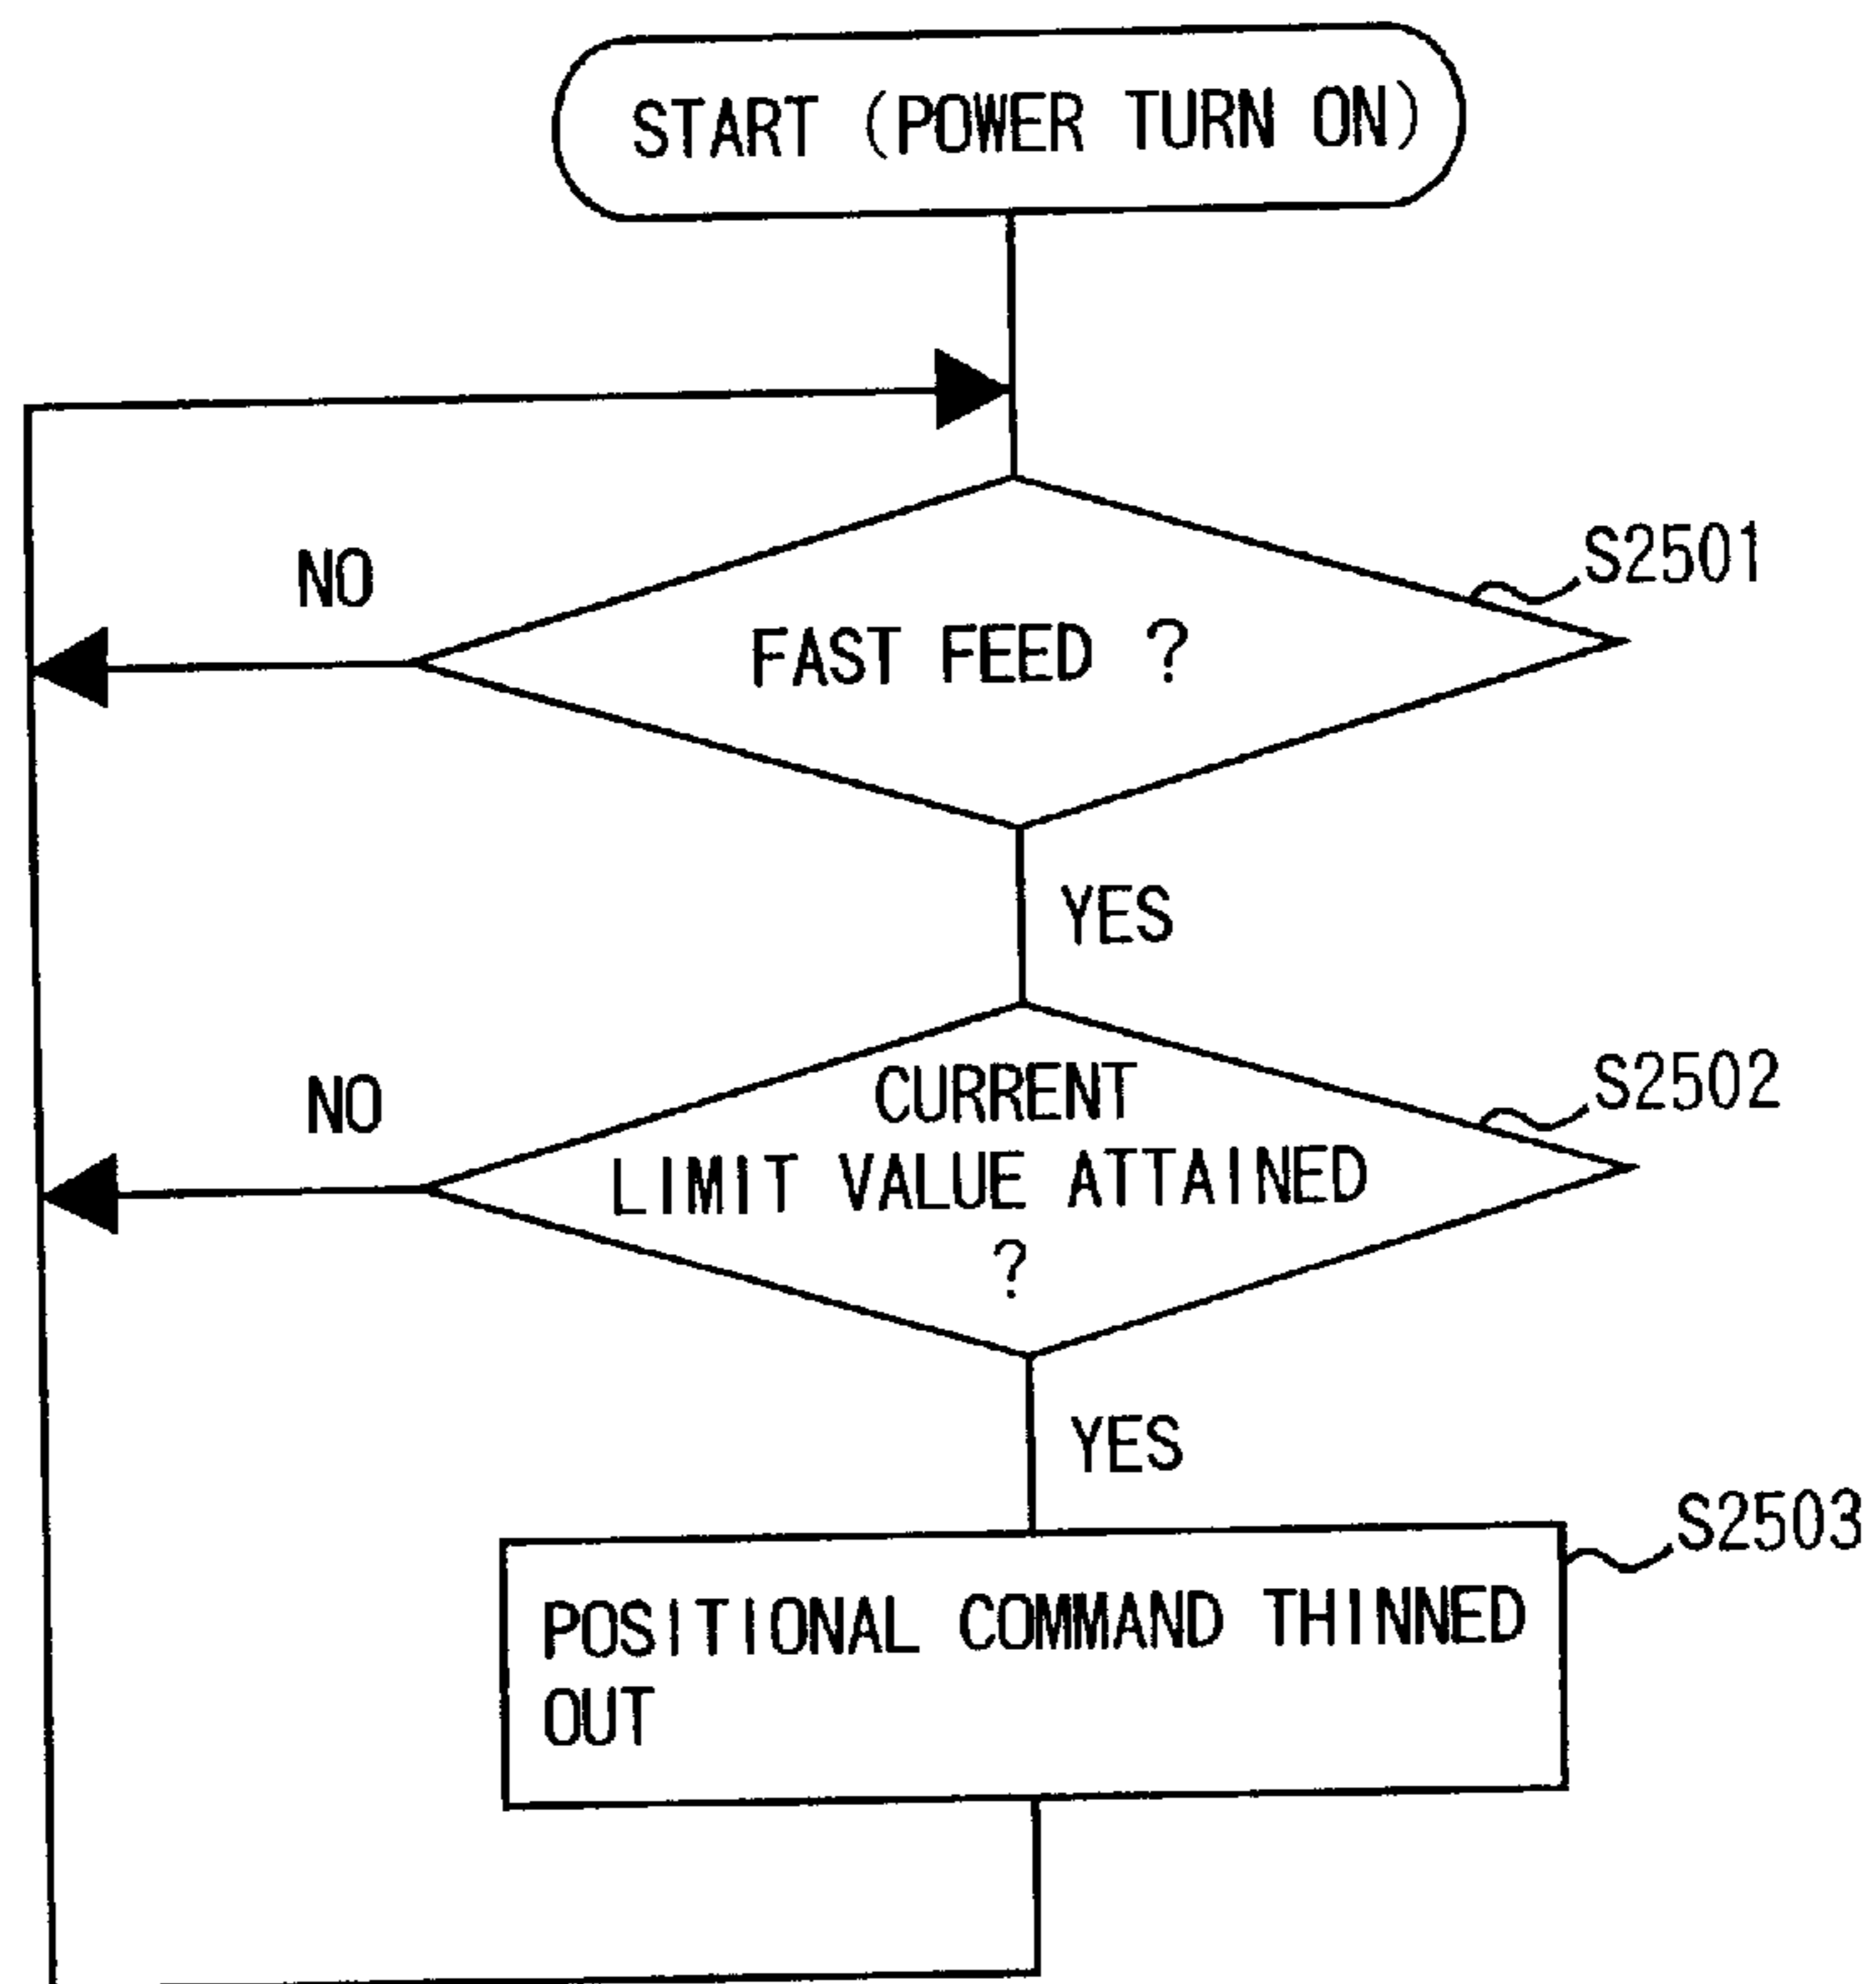 START (POWER TURN ON)
NO
S2501
FAST FEED ?
YES
NO
S2502
CURRENT
LIMIT VALUE ATTAINED
?
YES
S2503
POSITIONAL COMMAND THINNED
OUT